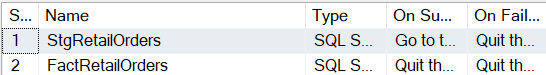 S... Name Type On Su... On Fail...
1 StgRetailOrders SQL S... Go to t... Quit th...
2 FactRetailOrders SQL S... Quit th... Quit th...